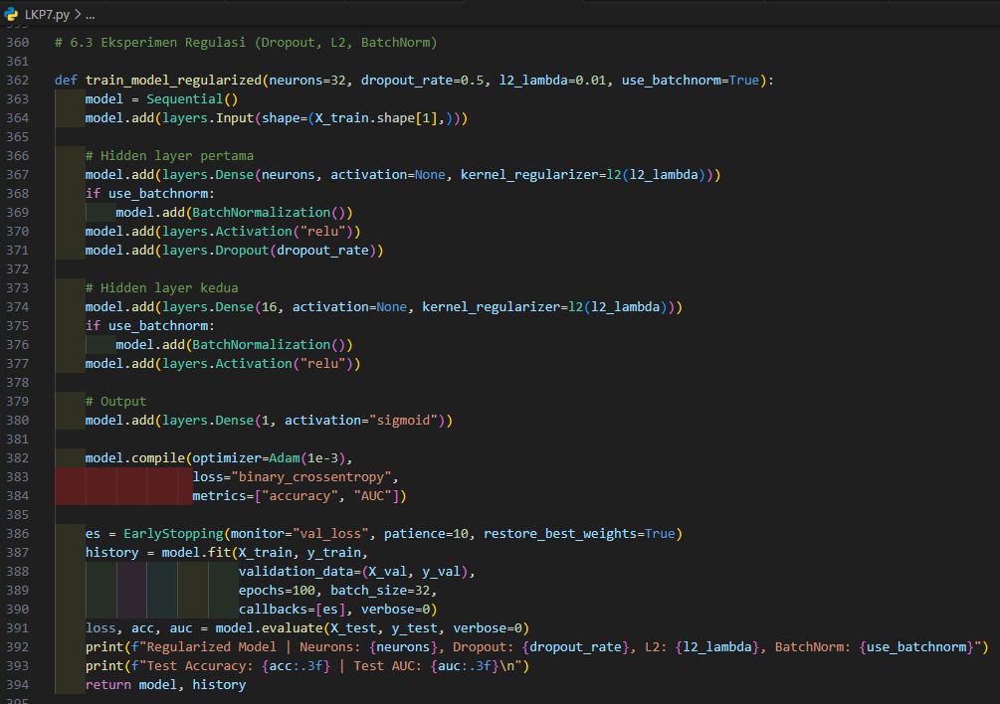 LKP7.py > ...
360 # 6.3 Eksperimen Regulasi (Dropout, L2, BatchNorm)
361
362 def train_model_regularized(neurons=32, dropout_rate=0.5, l2_lambda=0.01, use_batchnorm=True):
363     model = Sequential()
364     model.add(layers.Input(shape=(X_train.shape[1],)))
365
366     # Hidden layer pertama
367     model.add(layers.Dense(neurons, activation=None, kernel_regularizer=l2(l2_lambda)))
368     if use_batchnorm:
369         model.add(BatchNormalization())
370     model.add(layers.Activation("relu"))
371     model.add(layers.Dropout(dropout_rate))
372
373     # Hidden layer kedua
374     model.add(layers.Dense(16, activation=None, kernel_regularizer=l2(l2_lambda)))
375     if use_batchnorm:
376         model.add(BatchNormalization())
377     model.add(layers.Activation("relu"))
378
379     # Output
380     model.add(layers.Dense(1, activation="sigmoid"))
381
382     model.compile(optimizer=Adam(1e-3),
383                   loss="binary_crossentropy",
384                   metrics=["accuracy", "AUC"])
385
386     es = EarlyStopping(monitor="val_loss", patience=10, restore_best_weights=True)
387     history = model.fit(X_train, y_train,
388                         validation_data=(X_val, y_val),
389                         epochs=100, batch_size=32,
390                         callbacks=[es], verbose=0)
391     loss, acc, auc = model.evaluate(X_test, y_test, verbose=0)
392     print(f"Regularized Model | Neurons: {neurons}, Dropout: {dropout_rate}, L2: {l2_lambda}, BatchNorm: {use_batchnorm}")
393     print(f"Test Accuracy: {acc:.3f} | Test AUC: {auc:.3f}\n")
394     return model, history